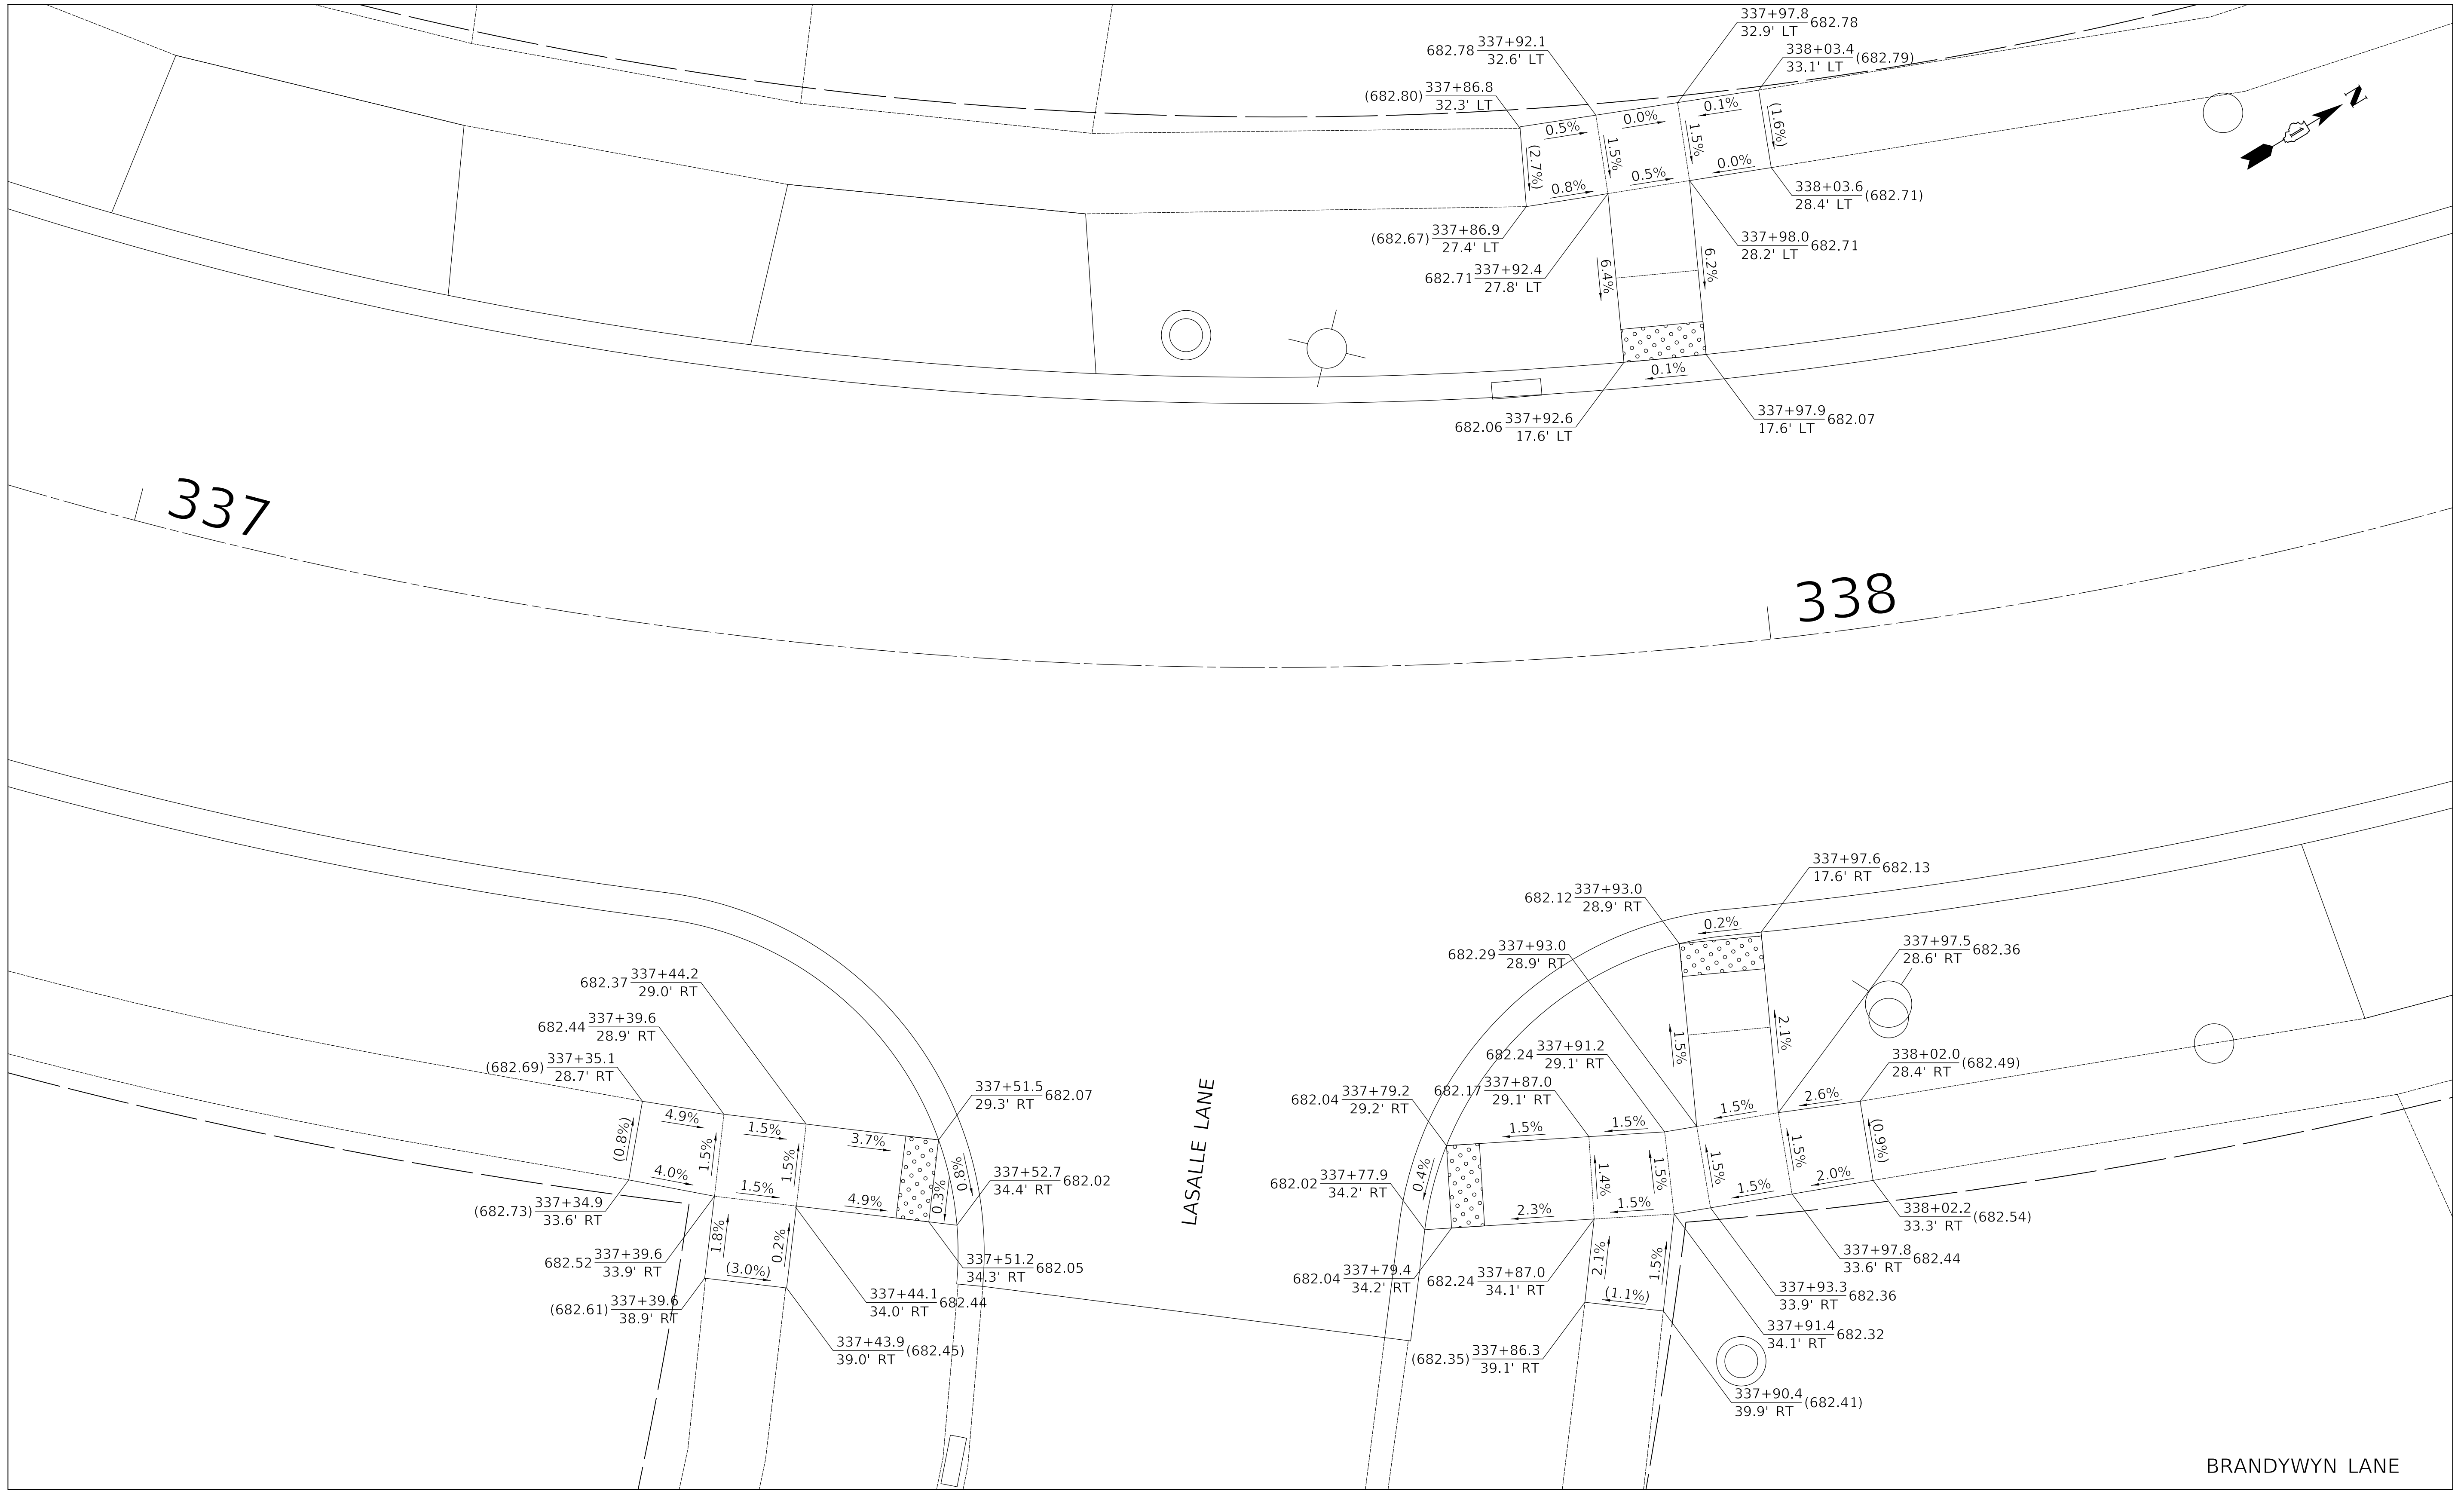 337+97.8 682.78
32.9' LT
682.78 337+92.1
32.6' LT
338+03.4 (682.79)
33.1' LT
(682.80) 337+86.8
32.3' LT
0.5%
0.0%
0.1%
(1.6%)
(2.7%)
1.5%
1.5%
0.8%
0.5%
0.0%
N
1
338+03.6 (682.71)
28.4' LT
(682.67) 337+86.9
27.4' LT
337+98.0 682.71
28.2' LT
682.71 337+92.4
27.8' LT
6.4%
6.2%
0.1%
682.06 337+92.6
17.6' LT
337+97.9 682.07
17.6' LT
337
338
337+97.6 682.13
17.6' RT
682.12 337+93.0
28.9' RT
0.2%
682.29 337+93.0
28.9' RT
337+97.5 682.36
28.6' RT
682.37 337+44.2
29.0' RT
682.44 337+39.6
28.9' RT
(682.69) 337+35.1
28.7' RT
337+51.5 682.07
29.3' RT
4.9%
1.5%
3.7%
(0.8%)
1.5%
1.5%
0.8%
0.3%
4.0%
1.5%
4.9%
337+52.7 682.02
34.4' RT
(682.73) 337+34.9
33.6' RT
1.8%
0.2%
(3.0%)
682.52 337+39.6
33.9' RT
337+51.2 682.05
34.3' RT
(682.61) 337+39.6
38.9' RT
337+44.1 682.44
34.0' RT
337+43.9 (682.45)
39.0' RT
LASALLE LANE
682.24 337+91.2
29.1' RT
682.17 337+87.0
29.1' RT
682.04 337+79.2
29.2' RT
338+02.0 (682.49)
28.4' RT
1.5%
2.1%
2.6%
1.5%
1.5%
1.5%
0.4%
1.4%
1.5%
1.5%
1.5%
(0.9%)
2.0%
1.5%
1.5%
2.3%
682.02 337+77.9
34.2' RT
338+02.2 (682.54)
33.3' RT
337+97.8 682.44
33.6' RT
2.1%
1.5%
(1.1%)
682.04 337+79.4
34.2' RT
682.24 337+87.0
34.1' RT
337+93.3 682.36
33.9' RT
337+91.4 682.32
34.1' RT
(682.35) 337+86.3
39.1' RT
337+90.4 (682.41)
39.9' RT
BRANDYWYN LANE